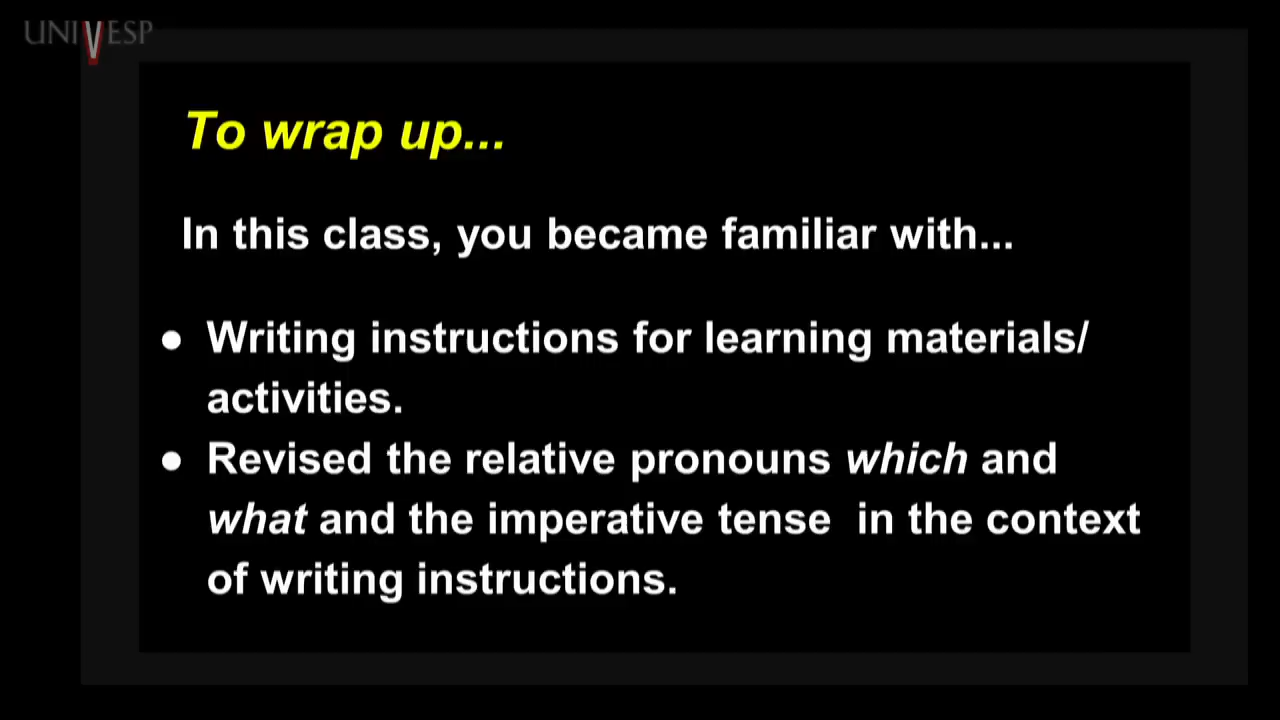 UNIVESP
To wrap up...
In this class, you became familiar with...
● Writing instructions for learning materials/
activities.
● Revised the relative pronouns which and
what and the imperative tense  in the context
of writing instructions.